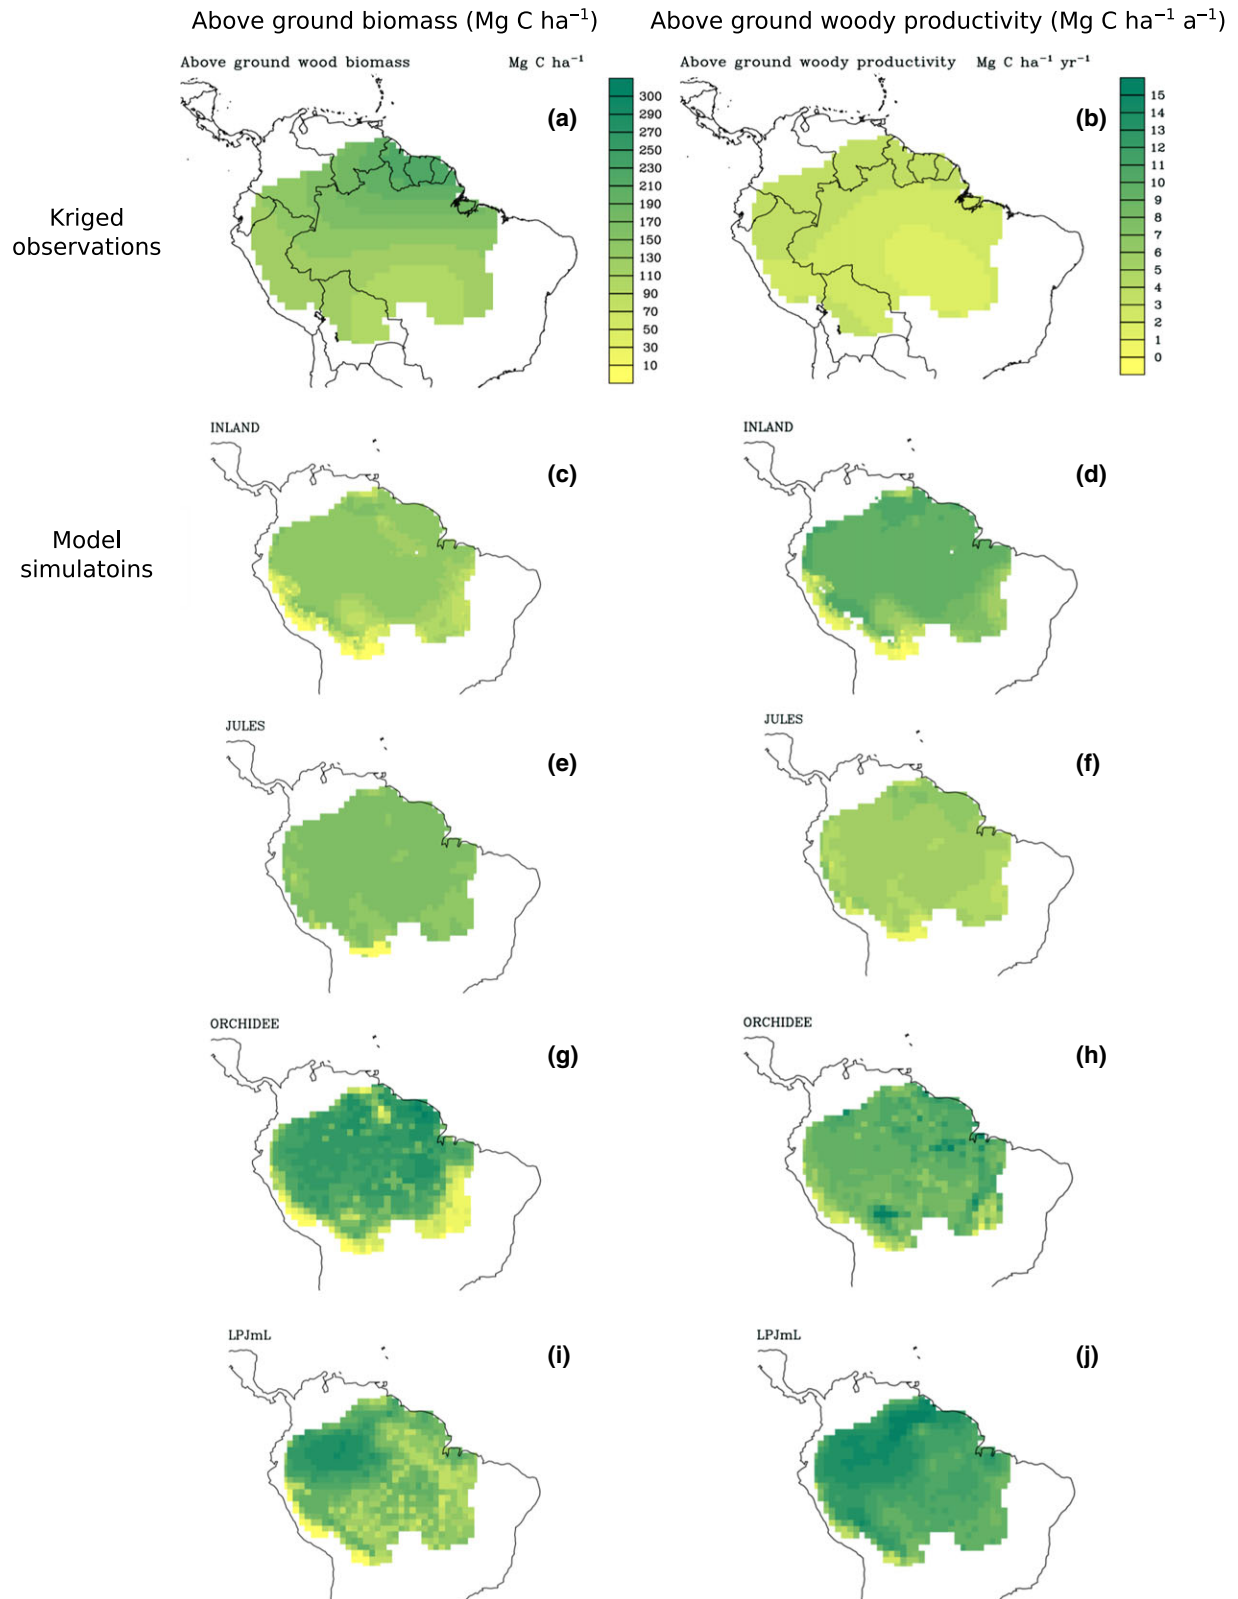 Above ground biomass (Mg C ha⁻¹)
Above ground woody productivity (Mg C ha⁻¹ a⁻¹)
Above ground wood biomass Mg C ha⁻¹
Above ground woody productivity Mg C ha⁻¹ yr⁻¹
(a)
300
290
270
250
230
210
190
170
150
130
110
90
70
50
30
10
(b)
15
14
13
12
11
10
9
8
7
6
5
4
3
2
1
0
Kriged
observations
INLAND
(c)
INLAND
(d)
Model
simulatoins
JULES
(e)
JULES
(f)
ORCHIDEE
(g)
ORCHIDEE
(h)
LPJmL
(i)
LPJmL
(j)